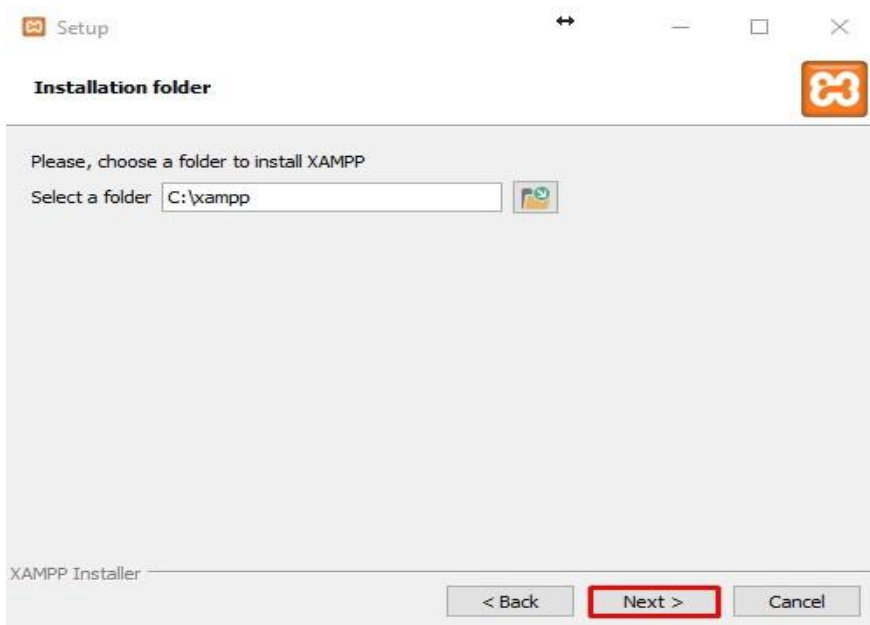 Setup
Installation folder
Please, choose a folder to install XAMPP
Select a folder C:\xampp
XAMPP Installer
< Back Next > Cancel